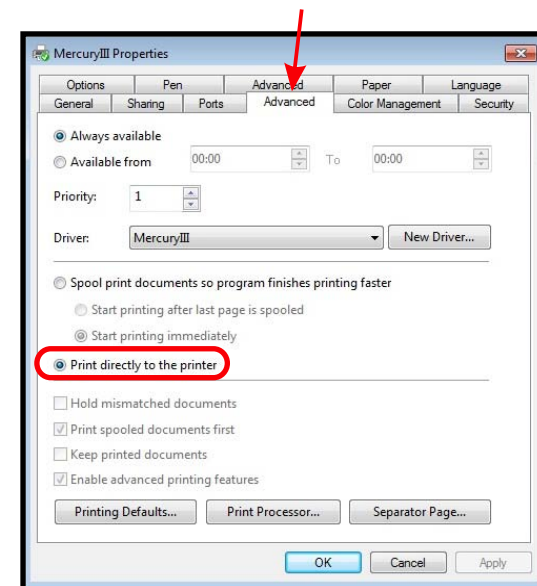 MercuryIII Properties
Options Pen Advanced Paper Language
General Sharing Ports Advanced Color Management Security
Always available
Available from 00:00 To 00:00
Priority: 1
Driver: MercuryIII New Driver...
Spool print documents so program finishes printing faster
Start printing after last page is spooled
Start printing immediately
Print directly to the printer
Hold mismatched documents
Print spooled documents first
Keep printed documents
Enable advanced printing features
Printing Defaults... Print Processor... Separator Page...
OK Cancel Apply